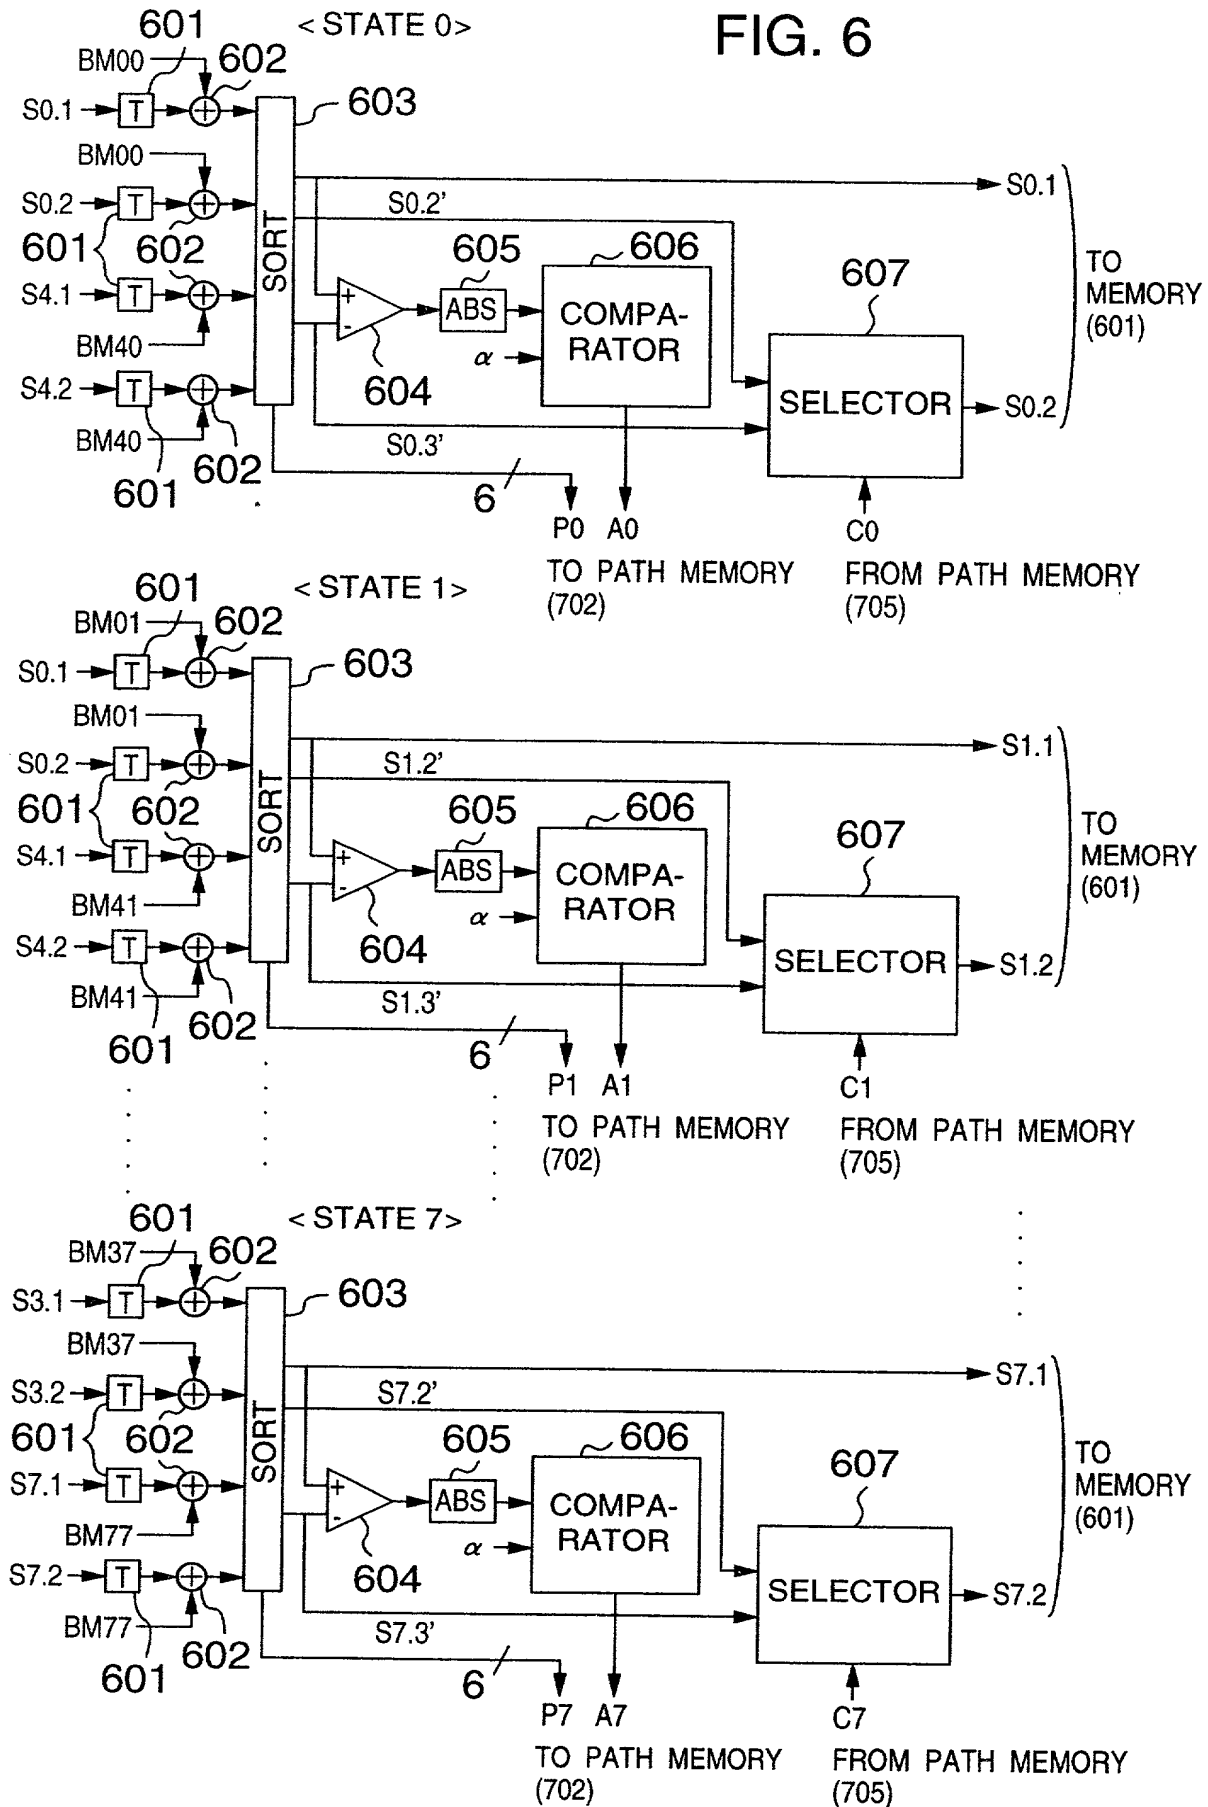 FIG. 6
< STATE 0 >
601
BM00
602
S0.1
T
603
BM00
S0.2
T
S0.1
S0.2'
601
602
SORT
605
606
607
TO
MEMORY
(601)
S4.1
T
+
-
ABS
COMPA-
RATOR
BM40
α
604
SELECTOR
S0.2
S4.2
T
BM40
602
S0.3'
601
6
P0
A0
C0
TO PATH MEMORY
(702)
FROM PATH MEMORY
(705)
< STATE 1 >
601
BM01
602
S0.1
T
603
BM01
S1.1
S0.2
T
S1.2'
601
602
SORT
605
606
607
TO
MEMORY
(601)
S4.1
T
+
-
ABS
COMPA-
RATOR
BM41
α
604
SELECTOR
S1.2
S4.2
T
BM41
602
S1.3'
601
6
P1
A1
C1
TO PATH MEMORY
(702)
FROM PATH MEMORY
(705)
< STATE 7 >
601
BM37
602
S3.1
T
603
BM37
S7.1
S3.2
T
S7.2'
601
602
SORT
605
606
607
TO
MEMORY
(601)
S7.1
T
+
-
ABS
COMPA-
RATOR
BM77
α
604
SELECTOR
S7.2
S7.2
T
BM77
602
S7.3'
601
6
P7
A7
C7
TO PATH MEMORY
(702)
FROM PATH MEMORY
(705)